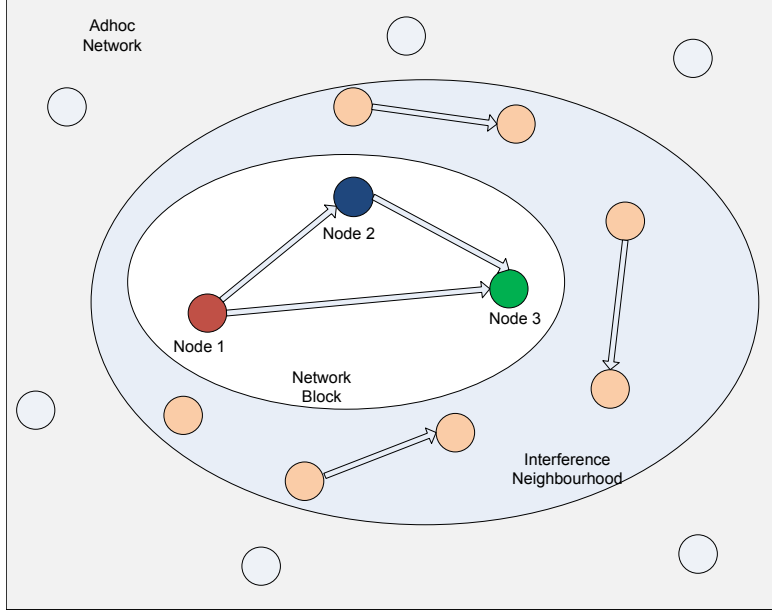 Adhoc
Network
Node 2
Node 3
Node 1
Network
Block
Interference
Neighbourhood